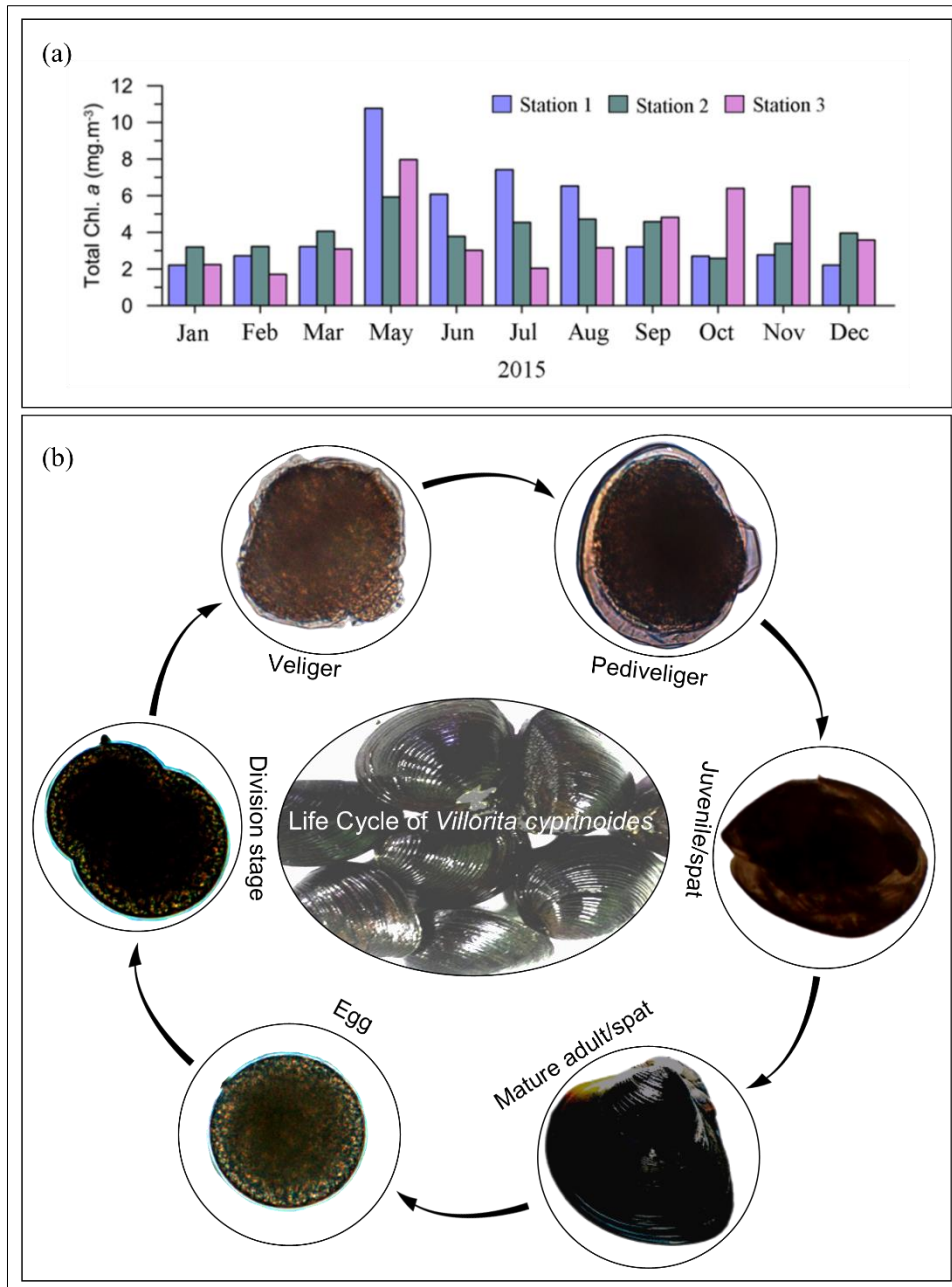 (a)
12
10
8
6
4
2
0
Total Chl. a (mg.m-3)
Station 1 Station 2 Station 3
Jan Feb Mar May Jun Jul Aug Sep Oct Nov Dec
2015
(b)
Veliger
Pediveliger
Division stage
Life Cycle of Villorita cyprinoides
Juvenile/spat
Egg
Mature adult/spat